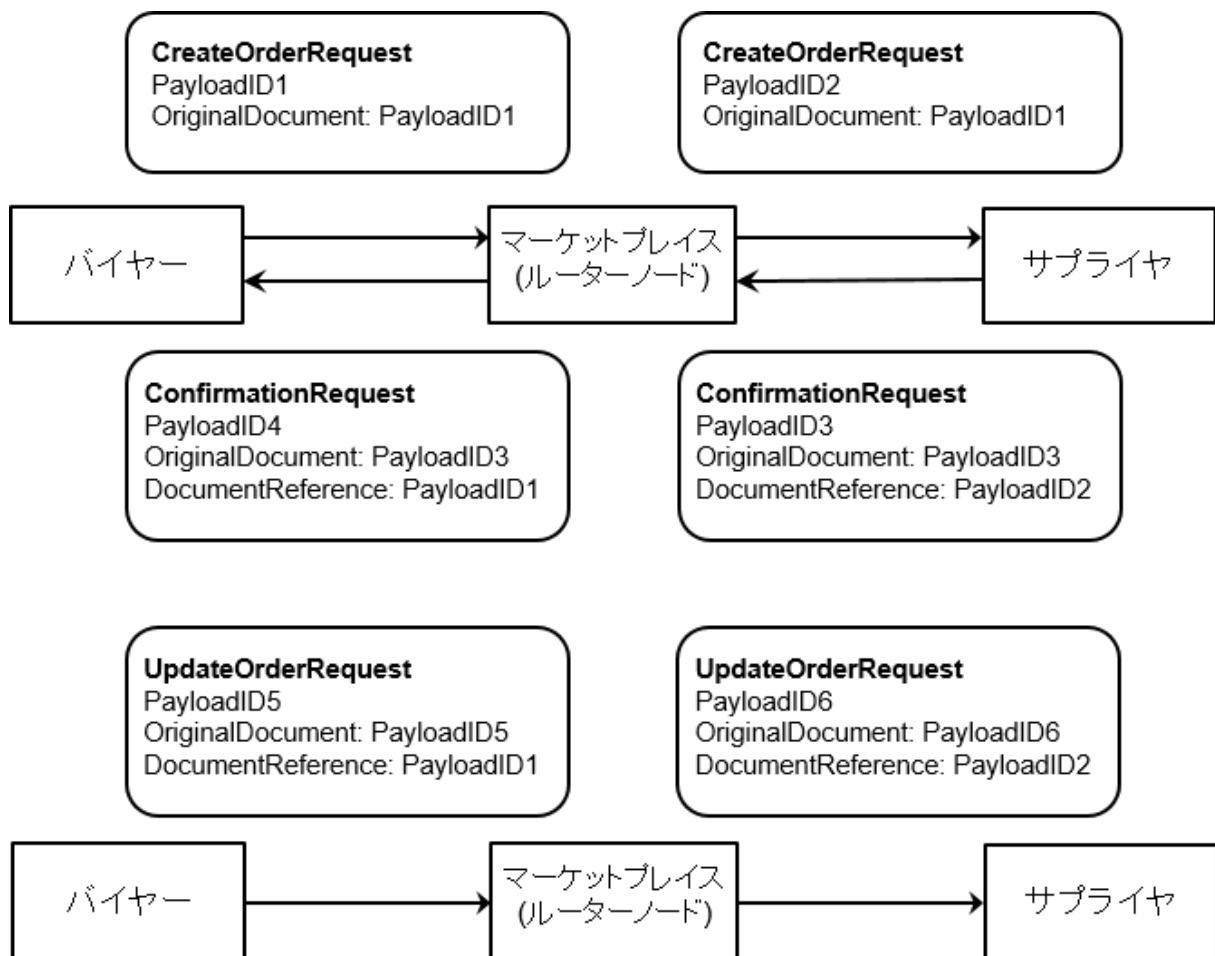 CreateOrderRequest
PayloadID1
OriginalDocument: PayloadID1
CreateOrderRequest
PayloadID2
OriginalDocument: PayloadID1
バイヤー
マーケットプレイス
(ルーターノード)
サプライヤ
ConfirmationRequest
PayloadID4
OriginalDocument: PayloadID3
DocumentReference: PayloadID1
ConfirmationRequest
PayloadID3
OriginalDocument: PayloadID3
DocumentReference: PayloadID2
UpdateOrderRequest
PayloadID5
OriginalDocument: PayloadID5
DocumentReference: PayloadID1
UpdateOrderRequest
PayloadID6
OriginalDocument: PayloadID6
DocumentReference: PayloadID2
バイヤー
マーケットプレイス
(ルーターノード)
サプライヤ